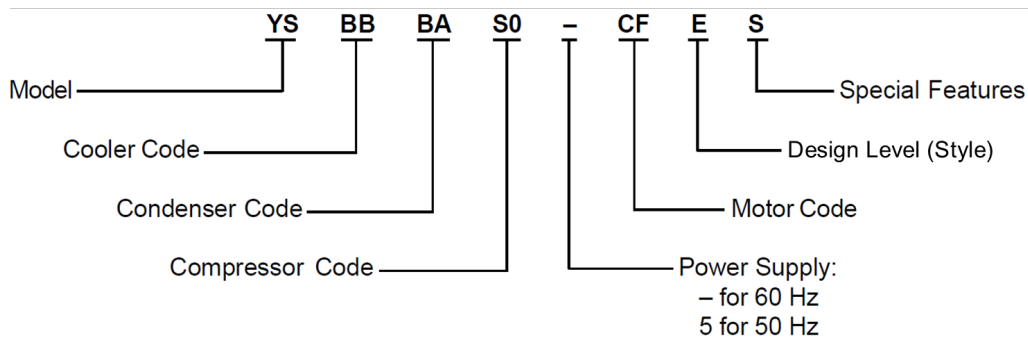 YS BB BA S0 – CF E S
Model
Special Features
Cooler Code
Design Level (Style)
Condenser Code
Motor Code
Compressor Code
Power Supply:
– for 60 Hz
5 for 50 Hz